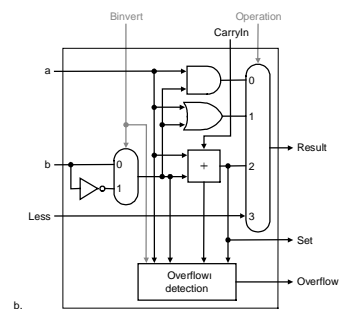 Binvert
Operation
CarryIn
a
0
1
b
0
1
+
2
Result
Less
3
Set
Overflow
detection
Overflow
b.